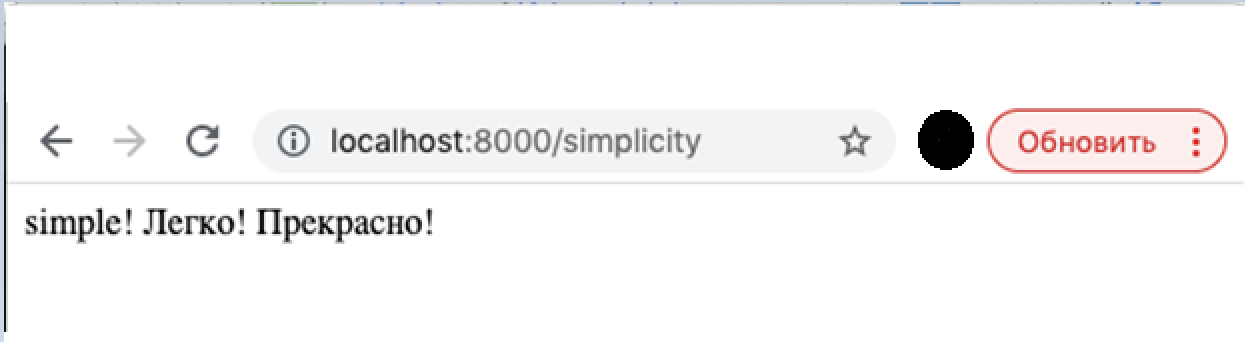 localhost:8000/simplicity
Обновить
simple! Легко! Прекрасно!